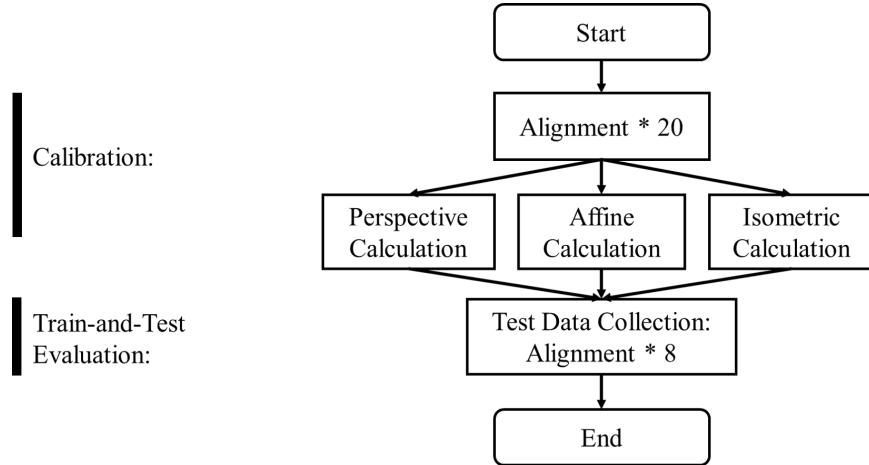 Start
Calibration:
Alignment * 20
Perspective
Calculation
Affine
Calculation
Isometric
Calculation
Train-and-Test
Evaluation:
Test Data Collection:
Alignment * 8
End